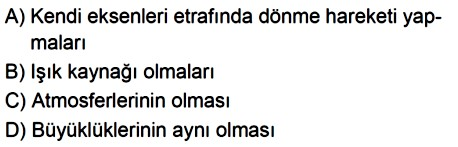 A) Kendi eksenleri etrafında dönme hareketi yap-
maları
B) Işık kaynağı olmaları
C) Atmosferlerinin olması
D) Büyüklüklerinin aynı olması